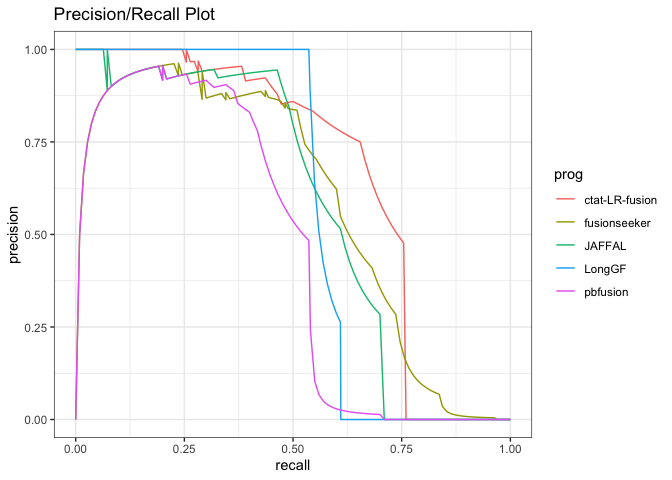 Precision/Recall Plot
1.00
0.75
0.50
0.25
0.00
precision
0.00 0.25 0.50 0.75 1.00
recall
prog
ctat-LR-fusion
fusionseeker
JAFFAL
LongGF
pbfusion